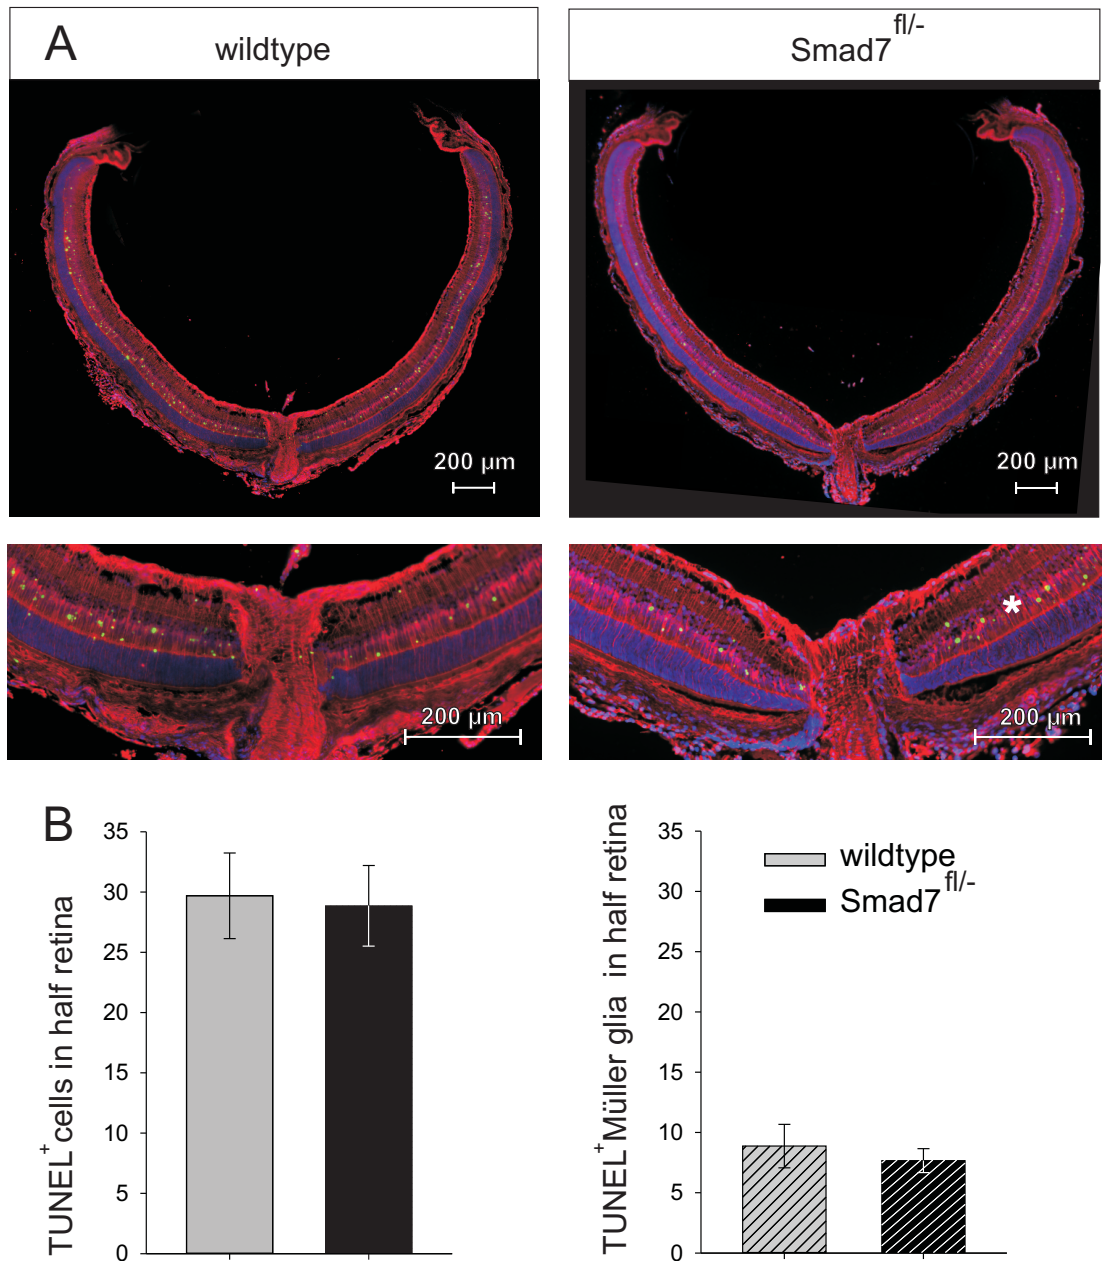 A
wildtype
Smad7fl/-
200 µm
200 µm
200 µm
*
200 µm
B
TUNEL+cells in half retina
35
30
25
20
15
10
5
0
TUNEL+Müller glia in half retina
35
30
25
20
15
10
5
0
wildtype
Smad7fl/-